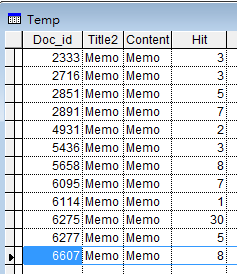 Temp
Doc_id Title2 Content Hit
2333 Memo Memo 3
2716 Memo Memo 3
2851 Memo Memo 5
2891 Memo Memo 7
4931 Memo Memo 2
5436 Memo Memo 3
5658 Memo Memo 8
6095 Memo Memo 7
6114 Memo Memo 1
6275 Memo Memo 30
6277 Memo Memo 5
6607 Memo Memo 8